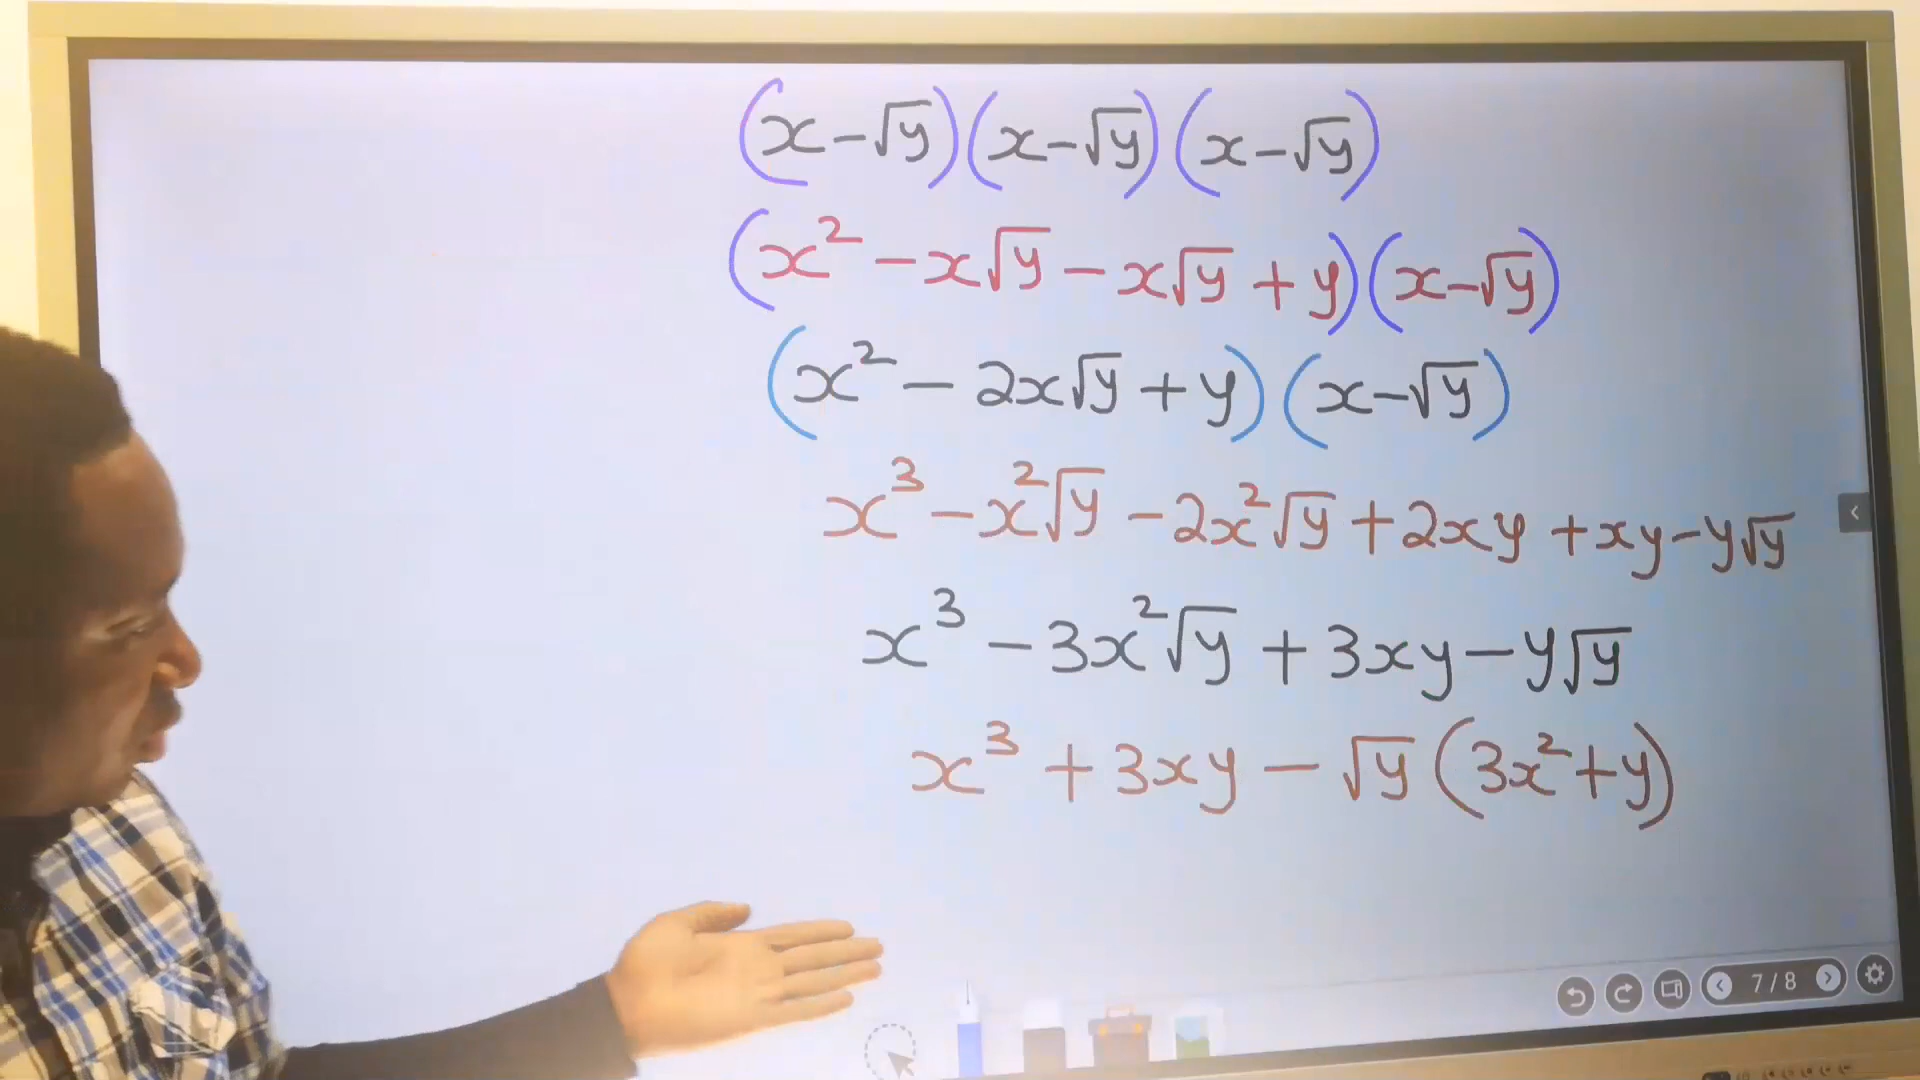 (x-√y)(x-√y)(x-√y)
(x² - x√y - x√y + y)(x-√y)
(x² - 2x√y + y)(x-√y)
x³ - x²√y - 2x²√y + 2xy + xy - y√y
x³ - 3x²√y + 3xy - y√y
x³ + 3xy - √y(3x²+y)
7/8